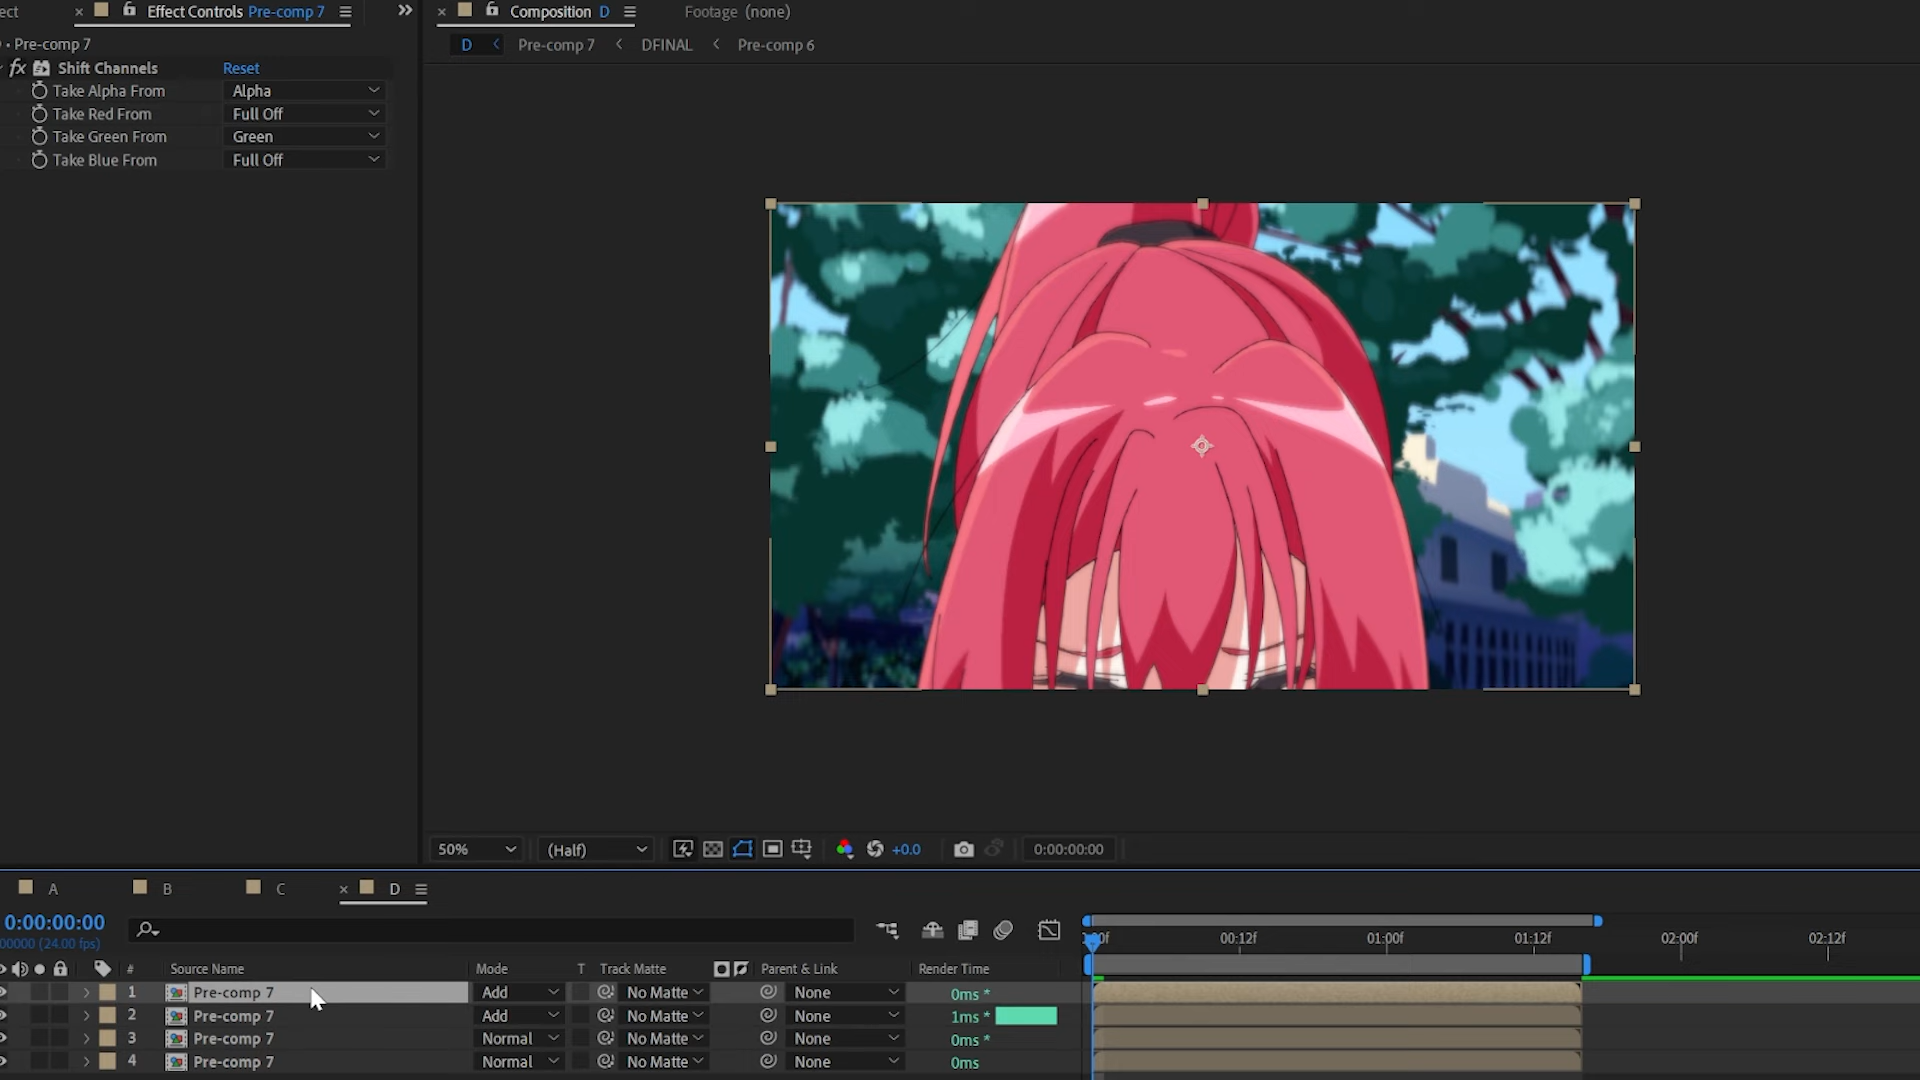 ect × Effect Controls Pre-comp 7
Composition D
Footage (none)
• Pre-comp 7
D
Pre-comp 7
DFINAL
Pre-comp 6
fx Shift Channels Reset
Take Alpha From Alpha
Take Red From Full Off
Take Green From Green
Take Blue From Full Off
50%
(Half)
+0.0
0:00:00:00
A
B
C
× D
0:00:00:00
00000 (24.00 fps)
00f 00:12f 01:00f 01:12f 02:00f 02:12f
# Source Name Mode T Track Matte Parent & Link Render Time
1 Pre-comp 7 Add No Matte None 0ms *
2 Pre-comp 7 Add No Matte None 1ms *
3 Pre-comp 7 Normal No Matte None 0ms *
4 Pre-comp 7 Normal No Matte None 0ms